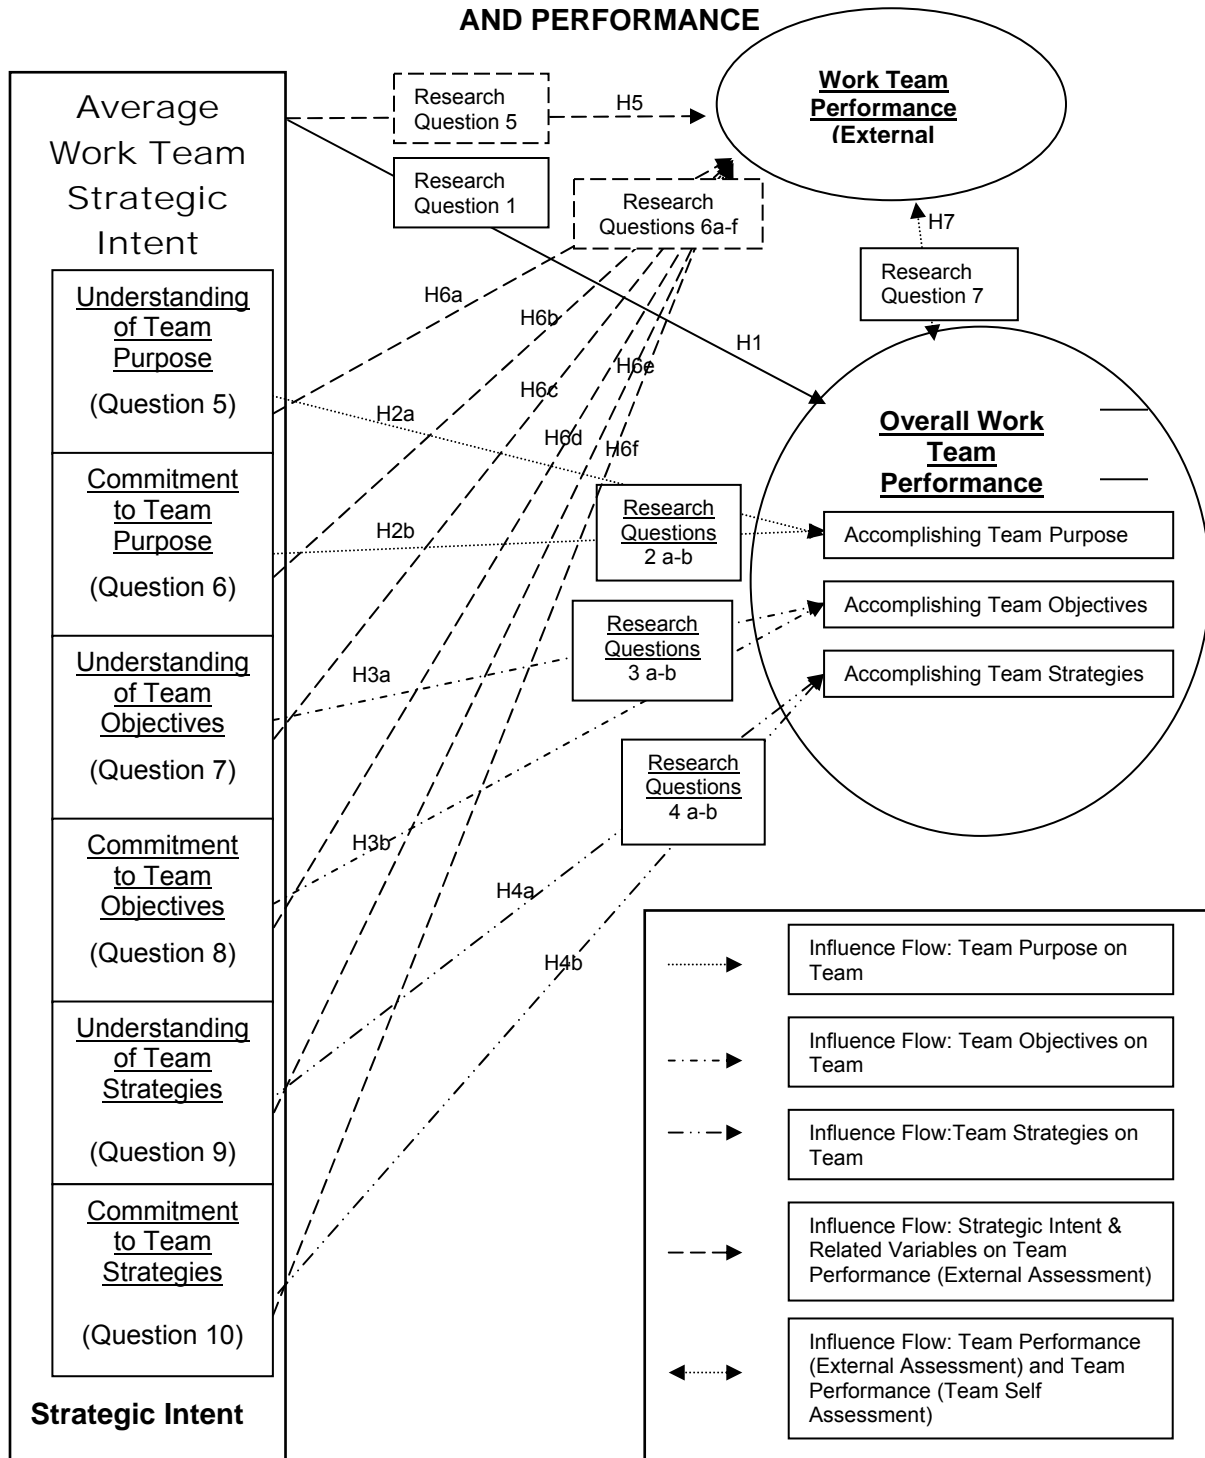 AND PERFORMANCE
Average
Work Team
Strategic
Intent
Understanding
of Team
Purpose
(Question 5)
Commitment
to Team
Purpose
(Question 6)
Understanding
of Team
Objectives
(Question 7)
Commitment
to Team
Objectives
(Question 8)
Understanding
of Team
Strategies
(Question 9)
Commitment
to Team
Strategies
(Question 10)
Strategic Intent
Research
Question 5
H5
Research
Question 1
Research
Questions 6a-f
H6a
H6b
H6c
H6d
H6e
H6f
H1
H2a
H2b
H3a
H3b
H4a
H4b
Work Team
Performance
(External
H7
Research
Question 7
Research
Questions
2 a-b
Research
Questions
3 a-b
Research
Questions
4 a-b
Overall Work
Team
Performance
Accomplishing Team Purpose
Accomplishing Team Objectives
Accomplishing Team Strategies
Influence Flow: Team Purpose on
Team
Influence Flow: Team Objectives on
Team
Influence Flow:Team Strategies on
Team
Influence Flow: Strategic Intent &
Related Variables on Team
Performance (External Assessment)
Influence Flow: Team Performance
(External Assessment) and Team
Performance (Team Self
Assessment)